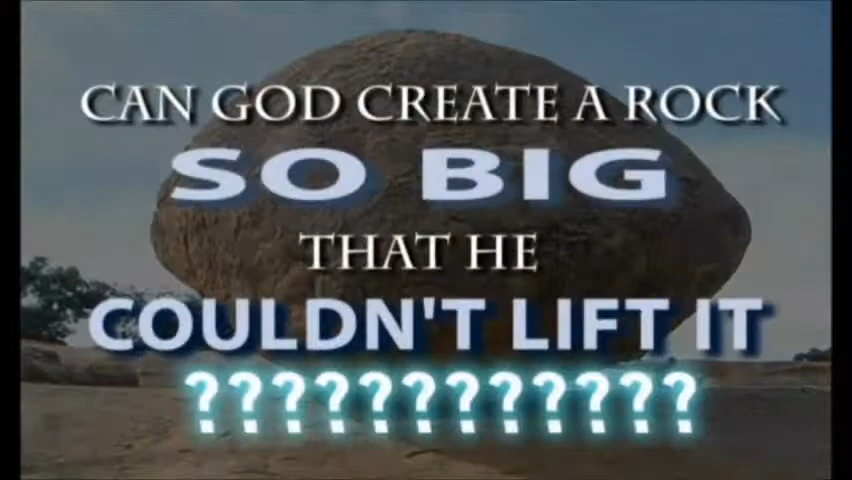 CAN GOD CREATE A ROCK
SO BIG
THAT HE
COULDN'T LIFT IT
????????????